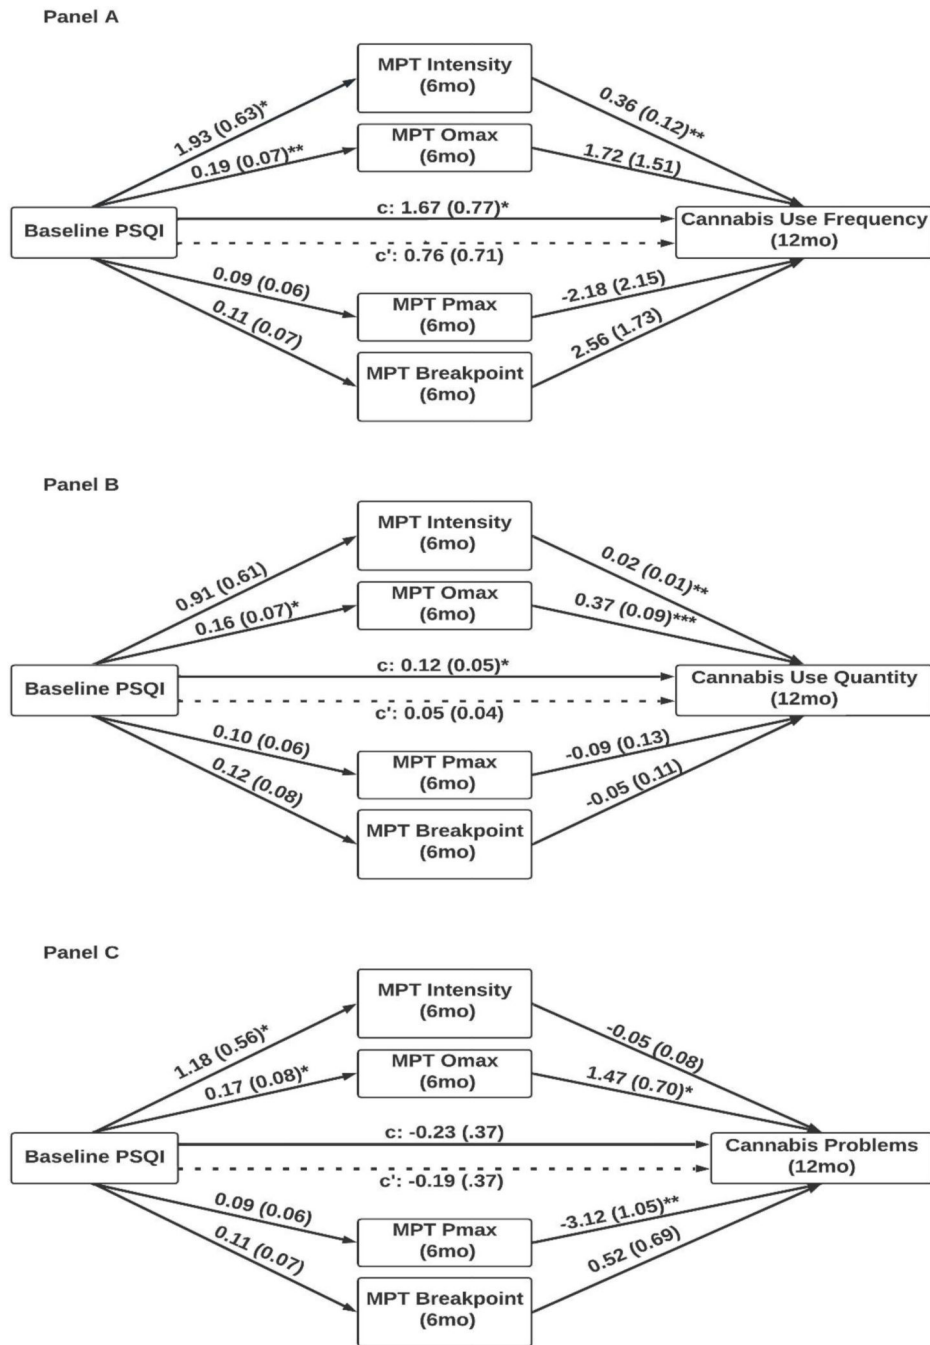 Panel A
MPT Intensity
(6mo)
1.93 (0.63)*
0.36 (0.12)**
MPT Omax
(6mo)
0.19 (0.07)**
1.72 (1.51)
Baseline PSQI
c: 1.67 (0.77)*
c': 0.76 (0.71)
Cannabis Use Frequency
(12mo)
0.09 (0.06)
MPT Pmax
(6mo)
-2.18 (2.15)
0.11 (0.07)
MPT Breakpoint
(6mo)
2.56 (1.73)
Panel B
MPT Intensity
(6mo)
0.91 (0.61)
0.02 (0.01)**
MPT Omax
(6mo)
0.16 (0.07)*
0.37 (0.09)***
Baseline PSQI
c: 0.12 (0.05)*
c': 0.05 (0.04)
Cannabis Use Quantity
(12mo)
0.10 (0.06)
MPT Pmax
(6mo)
-0.09 (0.13)
0.12 (0.08)
MPT Breakpoint
(6mo)
-0.05 (0.11)
Panel C
MPT Intensity
(6mo)
1.18 (0.56)*
-0.05 (0.08)
MPT Omax
(6mo)
0.17 (0.08)*
1.47 (0.70)*
Baseline PSQI
c: -0.23 (.37)
c': -0.19 (.37)
Cannabis Problems
(12mo)
0.09 (0.06)
MPT Pmax
(6mo)
-3.12 (1.05)**
0.11 (0.07)
MPT Breakpoint
(6mo)
0.52 (0.69)